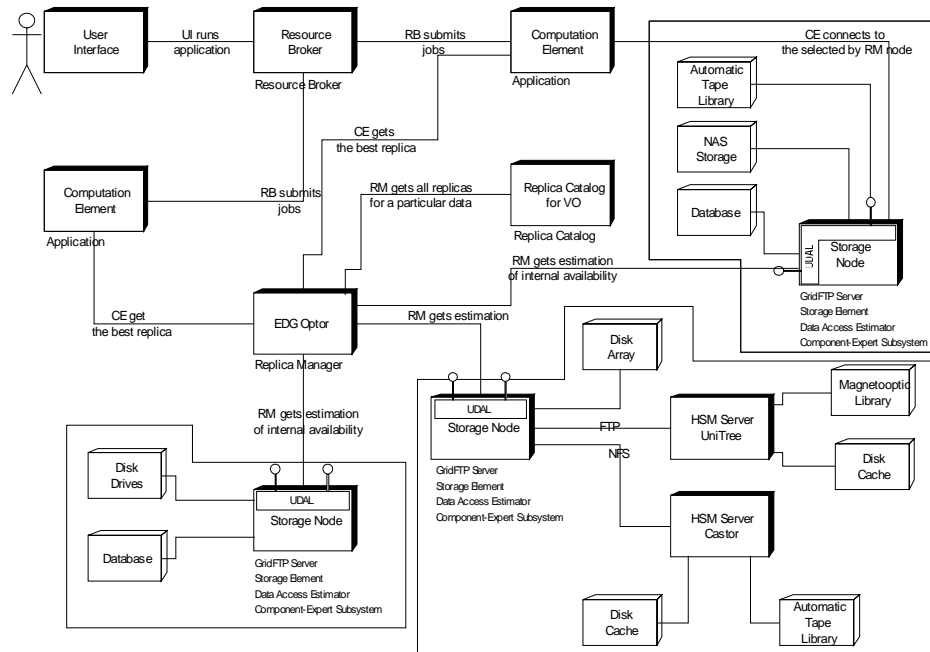 User
Interface
UI runs
application
Resource
Broker
Resource Broker
RB submits
jobs
Computation
Element
Application
CE connects to
the selected by RM node
Automatic
Tape
Library
NAS
Storage
Database
UDAL
Storage
Node
GridFTP Server
Storage Element
Data Access Estimator
Component-Expert Subsystem
CE gets
the best replica
Computation
Element
Application
RB submits
jobs
RM gets all replicas
for a particular data
Replica Catalog
for VO
Replica Catalog
RM gets estimation
of internal availability
CE get
the best replica
EDG Optor
Replica Manager
RM gets estimation
Disk
Array
UDAL
Storage Node
GridFTP Server
Storage Element
Data Access Estimator
Component-Expert Subsystem
FTP
NFS
HSM Server
UniTree
Magnetooptic
Library
Disk
Cache
HSM Server
Castor
Disk
Cache
Automatic
Tape
Library
RM gets estimation
of internal availability
Disk
Drives
Database
UDAL
Storage Node
GridFTP Server
Storage Element
Data Access Estimator
Component-Expert Subsystem